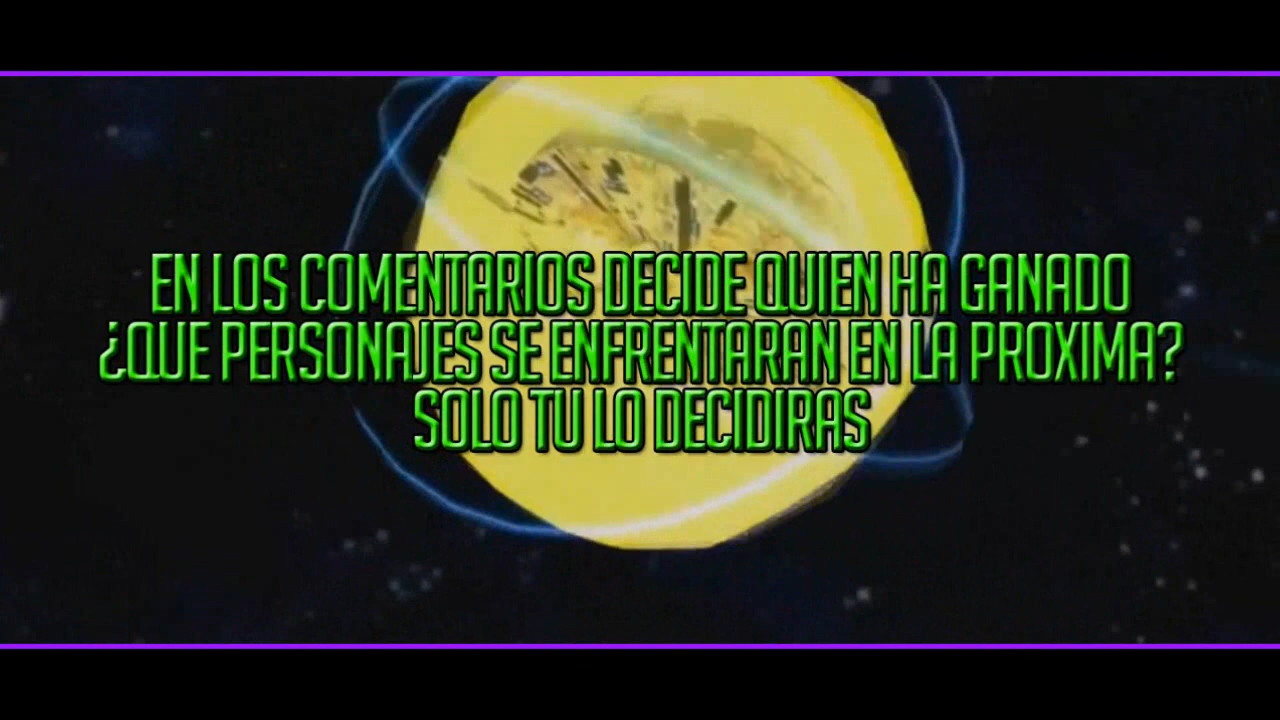 EN LOS COMENTARIOS DECIDE QUIEN HA GANADO
¿QUE PERSONAJES SE ENFRENTARAN EN LA PROXIMA?
SOLO TU LO DECIDIRAS